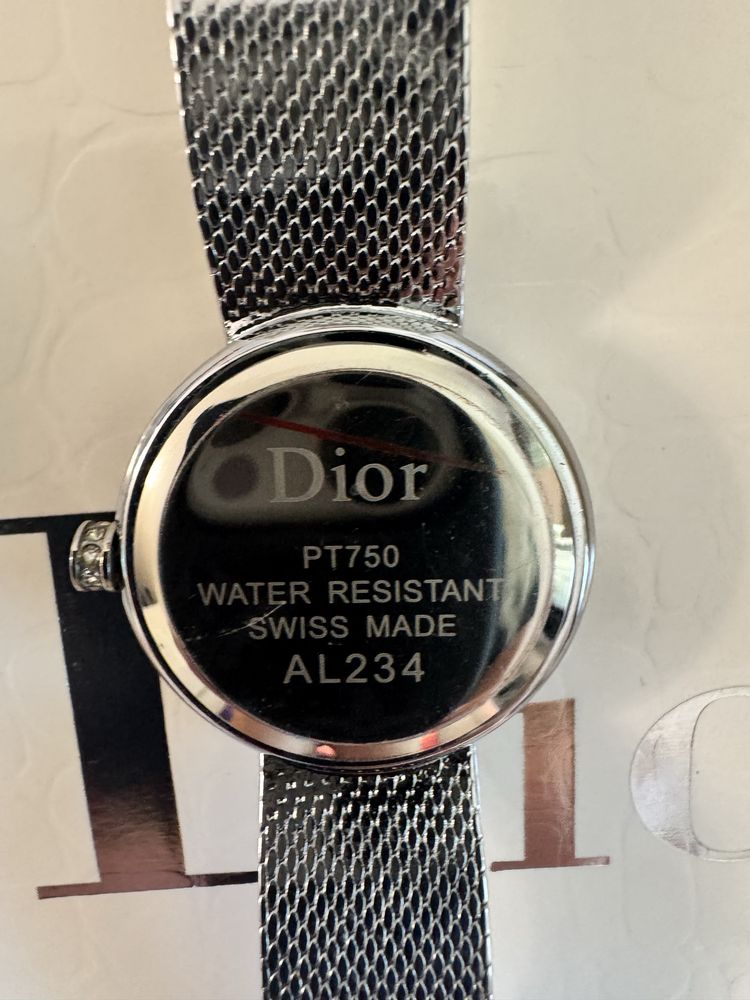 Dior
PT750
WATER RESISTANT
SWISS MADE
AL234